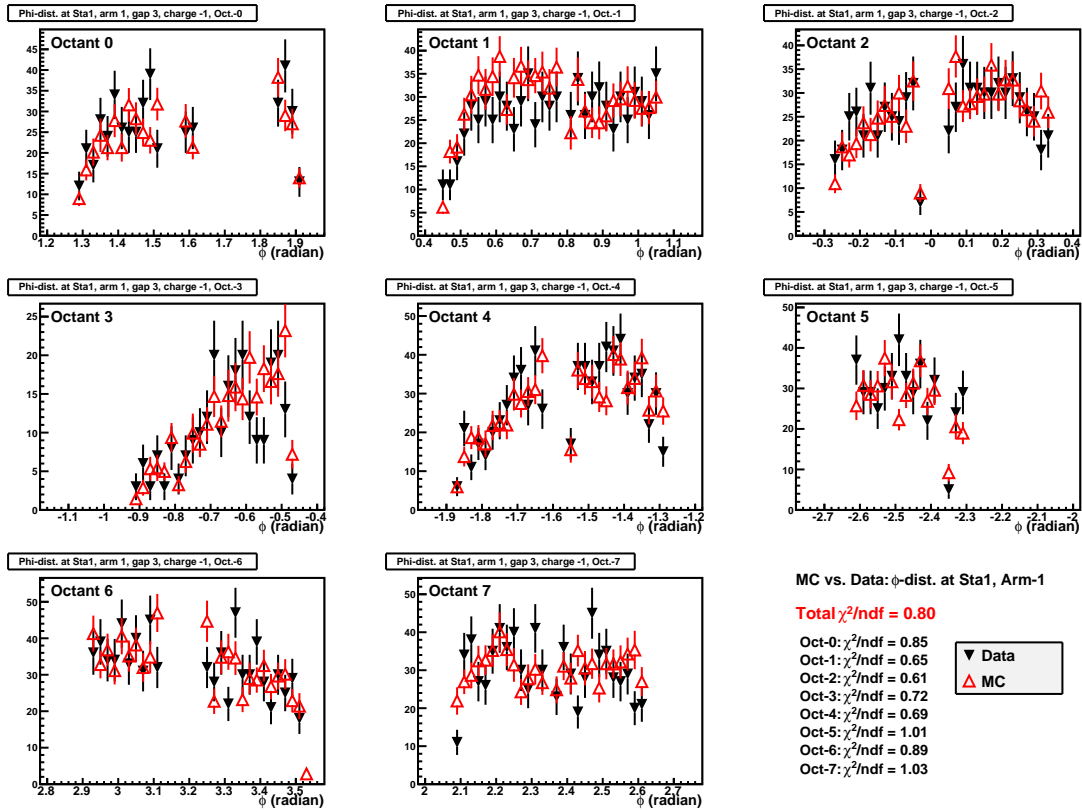 Phi-dist. at Sta1, arm 1, gap 3, charge -1, Oct.-0
Octant 0
45
40
35
30
25
20
15
10
5
0
1.2 1.3 1.4 1.5 1.6 1.7 1.8 1.9 2
ϕ (radian)
Phi-dist. at Sta1, arm 1, gap 3, charge -1, Oct.-1
Octant 1
40
35
30
25
20
15
10
5
0
0.4 0.5 0.6 0.7 0.8 0.9 1 1.1
ϕ (radian)
Phi-dist. at Sta1, arm 1, gap 3, charge -1, Oct.-2
Octant 2
40
35
30
25
20
15
10
5
0
-0.3 -0.2 -0.1 -0 0.1 0.2 0.3 0.4
ϕ (radian)
Phi-dist. at Sta1, arm 1, gap 3, charge -1, Oct.-3
Octant 3
25
20
15
10
5
0
-1.1 -1 -0.9 -0.8 -0.7 -0.6 -0.5 -0.4
ϕ (radian)
Phi-dist. at Sta1, arm 1, gap 3, charge -1, Oct.-4
Octant 4
50
40
30
20
10
0
-1.9 -1.8 -1.7 -1.6 -1.5 -1.4 -1.3 -1.2
ϕ (radian)
Phi-dist. at Sta1, arm 1, gap 3, charge -1, Oct.-5
Octant 5
50
40
30
20
10
0
-2.7 -2.6 -2.5 -2.4 -2.3 -2.2 -2.1 -2
ϕ (radian)
Phi-dist. at Sta1, arm 1, gap 3, charge -1, Oct.-6
Octant 6
50
40
30
20
10
0
2.8 2.9 3 3.1 3.2 3.3 3.4 3.5
ϕ (radian)
Phi-dist. at Sta1, arm 1, gap 3, charge -1, Oct.-7
Octant 7
50
40
30
20
10
0
2 2.1 2.2 2.3 2.4 2.5 2.6 2.7
ϕ (radian)
MC vs. Data: ϕ-dist. at Sta1, Arm-1
Total χ²/ndf = 0.80
Oct-0: χ²/ndf = 0.85
Oct-1: χ²/ndf = 0.65
Oct-2: χ²/ndf = 0.61
Oct-3: χ²/ndf = 0.72
Oct-4: χ²/ndf = 0.69
Oct-5: χ²/ndf = 1.01
Oct-6: χ²/ndf = 0.89
Oct-7: χ²/ndf = 1.03
Data
MC